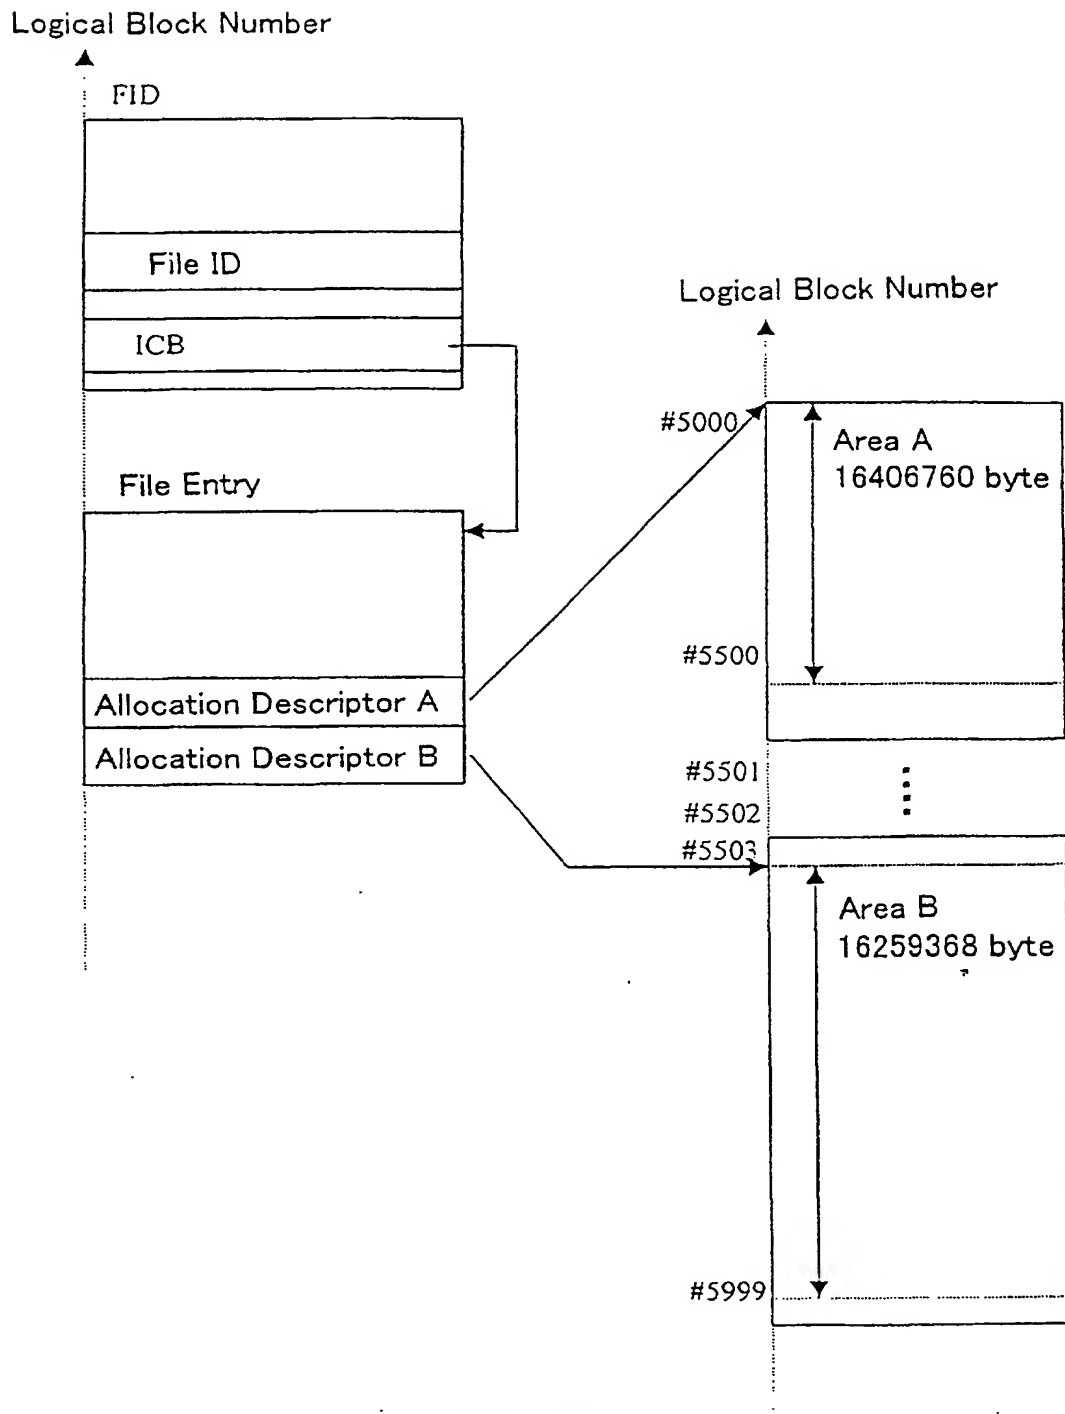 Logical Block Number
FID
File ID
ICB
File Entry
Allocation Descriptor A
Allocation Descriptor B
Logical Block Number
#5000
Area A
16406760 byte
#5500
#5501
#5502
#5503
Area B
16259368 byte
#5999